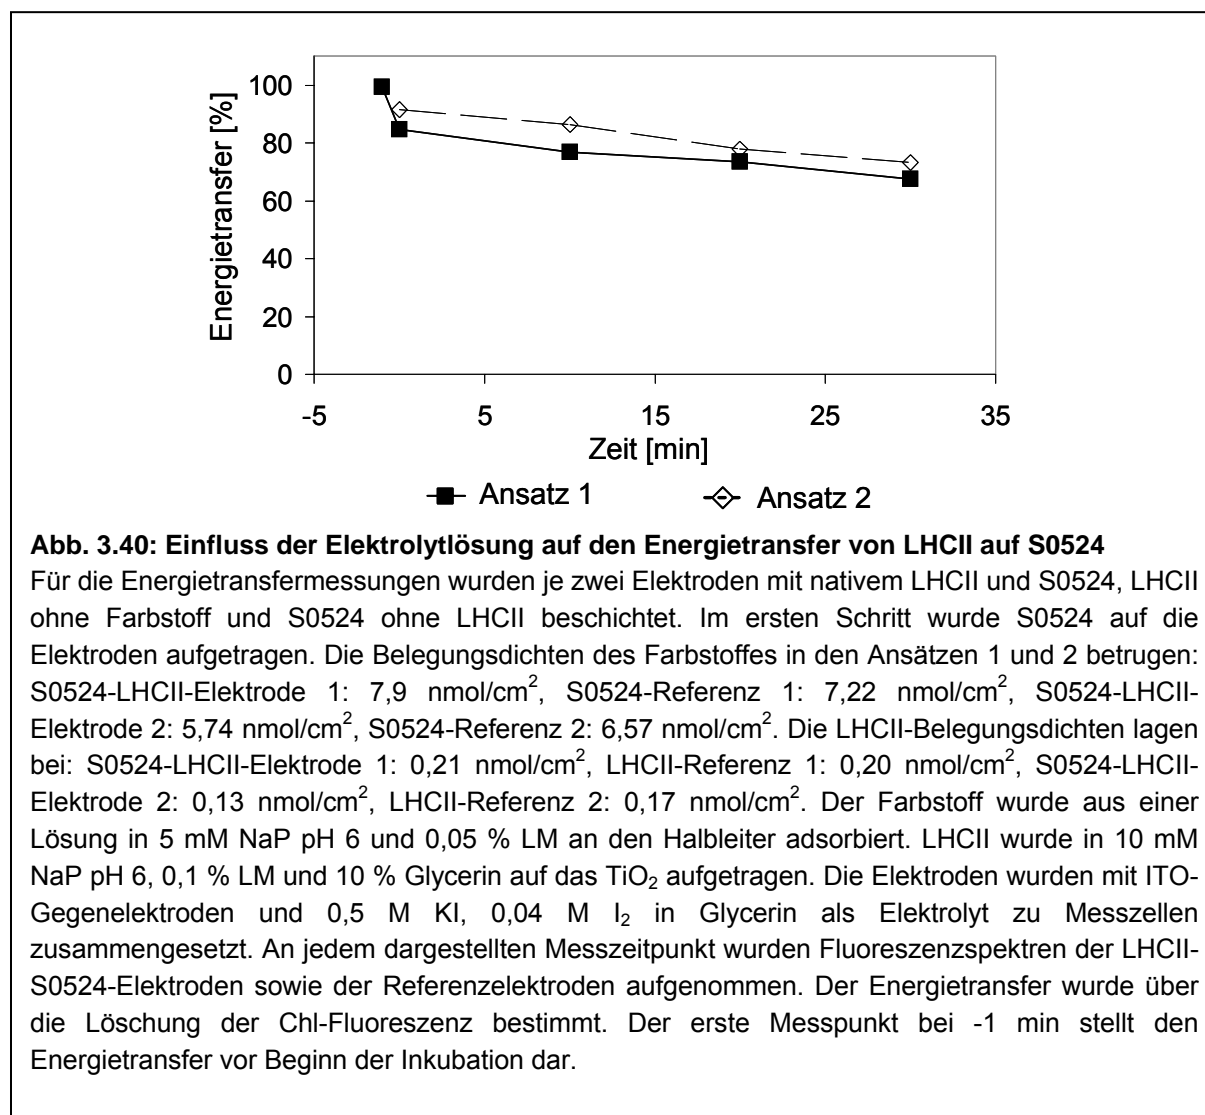 100
80
60
40
20
0
Energietransfer [%]
-5 5 15 25 35
Zeit [min]
Ansatz 1 Ansatz 2
Abb. 3.40: Einfluss der Elektrolytlösung auf den Energietransfer von LHCII auf S0524
Für die Energietransfermessungen wurden je zwei Elektroden mit nativem LHCII und S0524, LHCII
ohne Farbstoff und S0524 ohne LHCII beschichtet. Im ersten Schritt wurde S0524 auf die
Elektroden aufgetragen. Die Belegungsdichten des Farbstoffes in den Ansätzen 1 und 2 betrugen:
S0524-LHCII-Elektrode 1: 7,9 nmol/cm², S0524-Referenz 1: 7,22 nmol/cm², S0524-LHCII-
Elektrode 2: 5,74 nmol/cm², S0524-Referenz 2: 6,57 nmol/cm². Die LHCII-Belegungsdichten lagen
bei: S0524-LHCII-Elektrode 1: 0,21 nmol/cm², LHCII-Referenz 1: 0,20 nmol/cm², S0524-LHCII-
Elektrode 2: 0,13 nmol/cm², LHCII-Referenz 2: 0,17 nmol/cm². Der Farbstoff wurde aus einer
Lösung in 5 mM NaP pH 6 und 0,05 % LM an den Halbleiter adsorbiert. LHCII wurde in 10 mM
NaP pH 6, 0,1 % LM und 10 % Glycerin auf das TiO₂ aufgetragen. Die Elektroden wurden mit ITO-
Gegenelektroden und 0,5 M KI, 0,04 M I₂ in Glycerin als Elektrolyt zu Messzellen
zusammengesetzt. An jedem dargestellten Messzeitpunkt wurden Fluoreszenzspektren der LHCII-
S0524-Elektroden sowie der Referenzelektroden aufgenommen. Der Energietransfer wurde über
die Löschung der Chl-Fluoreszenz bestimmt. Der erste Messpunkt bei -1 min stellt den
Energietransfer vor Beginn der Inkubation dar.